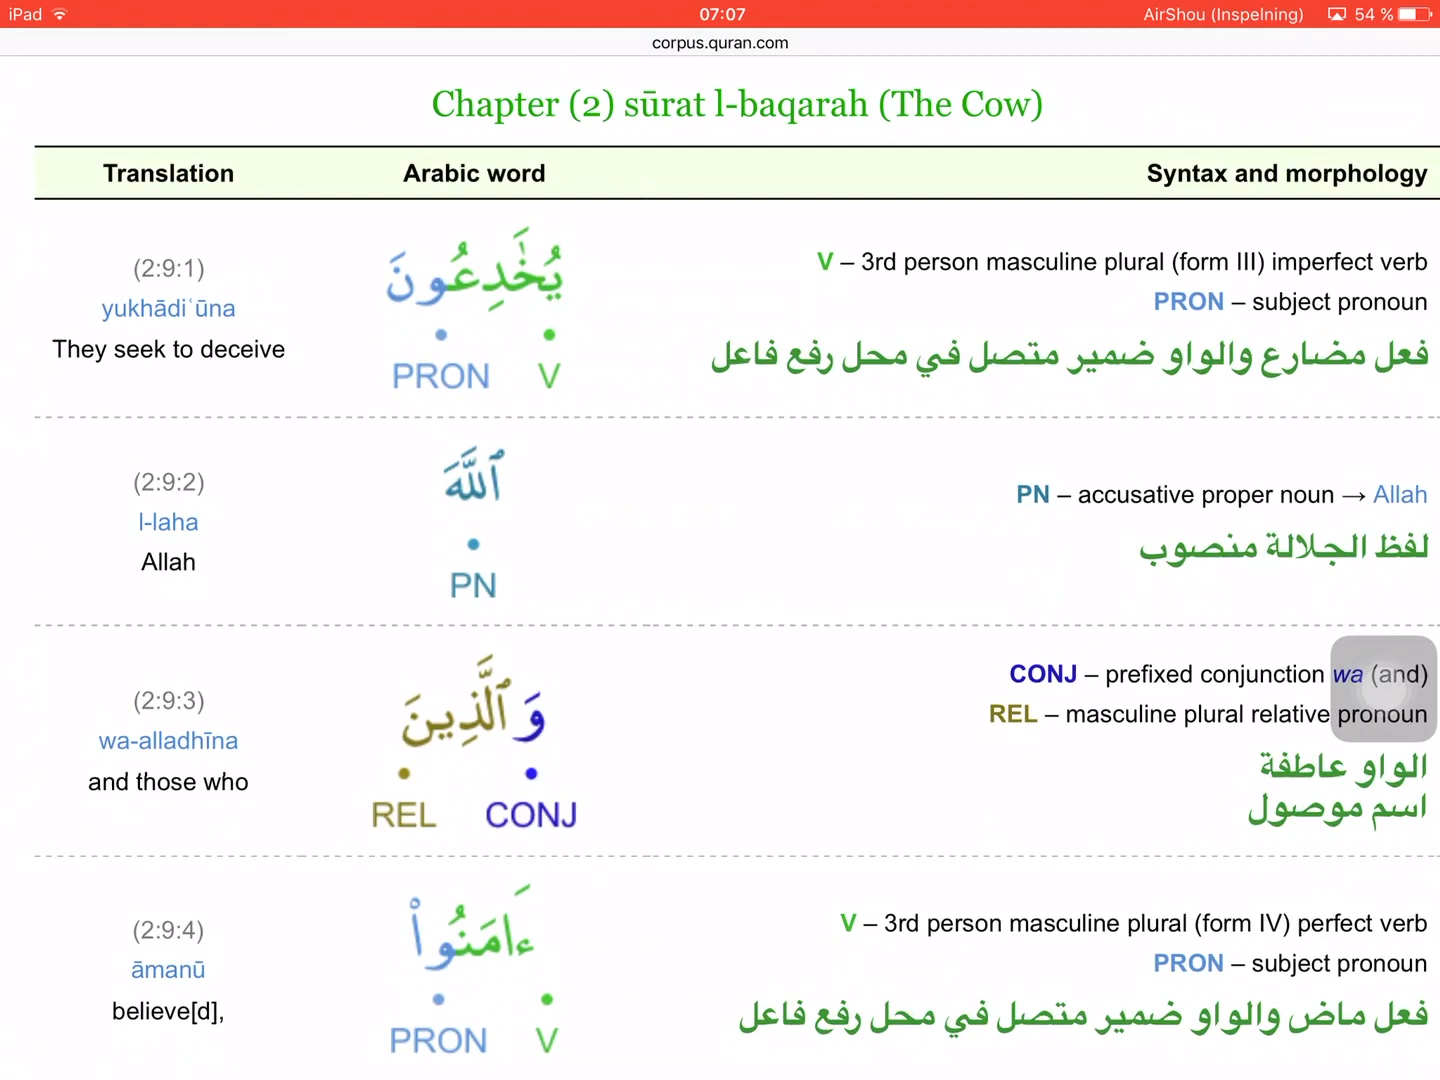 iPad 07:07 AirShou (Inspelning) 54 %
corpus.quran.com
Chapter (2) sūrat l-baqarah (The Cow)
Translation Arabic word Syntax and morphology
(2:9:1)
yukhādiʿūna
They seek to deceive
يُخَٰدِعُونَ
PRON V
V – 3rd person masculine plural (form III) imperfect verb
PRON – subject pronoun
فعل مضارع والواو ضمير متصل في محل رفع فاعل
(2:9:2)
l-laha
Allah
ٱللَّهَ
PN
PN – accusative proper noun → Allah
لفظ الجلالة منصوب
(2:9:3)
wa-alladhīna
and those who
وَٱلَّذِينَ
REL CONJ
CONJ – prefixed conjunction wa (and)
REL – masculine plural relative pronoun
الواو عاطفة
اسم موصول
(2:9:4)
āmanū
believe[d],
ءَامَنُوا۟
PRON V
V – 3rd person masculine plural (form IV) perfect verb
PRON – subject pronoun
فعل ماض والواو ضمير متصل في محل رفع فاعل